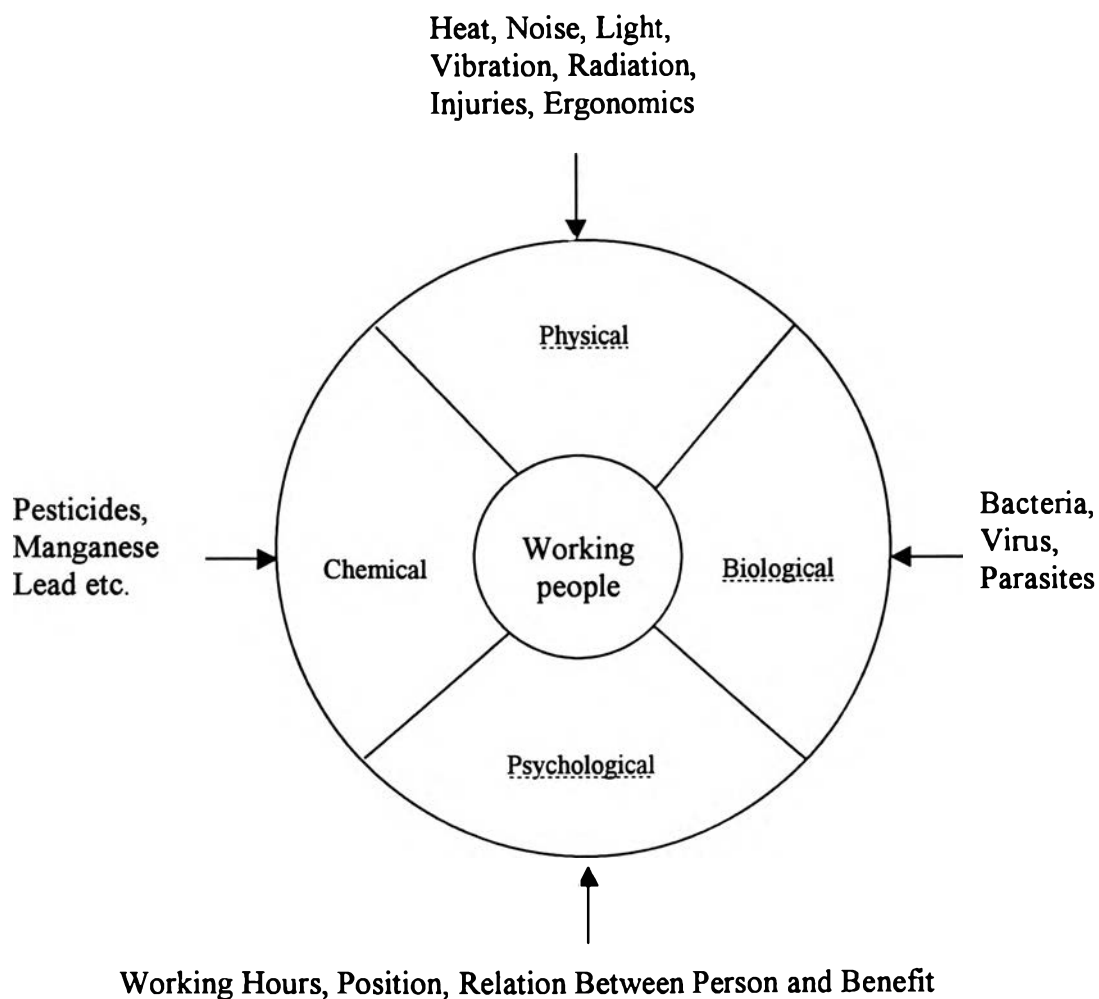 Heat, Noise, Light,
Vibration, Radiation,
Injuries, Ergonomics
Physical
Pesticides,
Manganese
Lead etc.
Chemical
Working
people
Biological
Bacteria,
Virus,
Parasites
Psychological
Working Hours, Position, Relation Between Person and Benefit